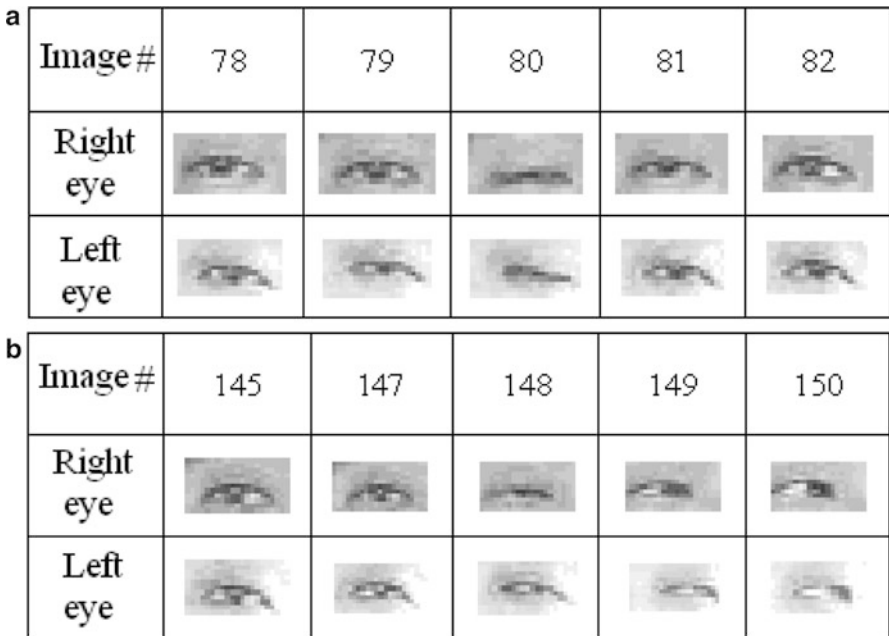 a
Image # 78 79 80 81 82
Right
eye
Left
eye
b
Image # 145 147 148 149 150
Right
eye
Left
eye